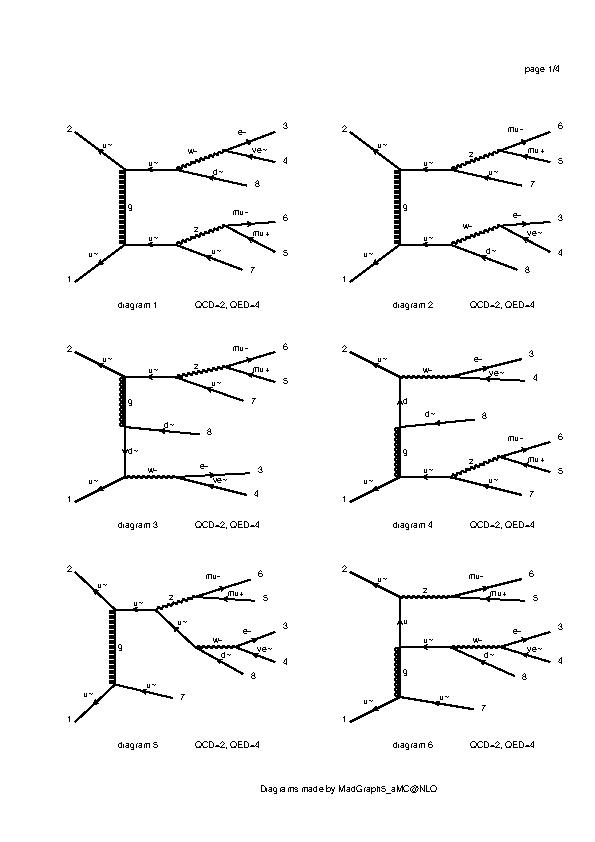 page 1/4
2 u~ e- 3
w- ve~ 4
u~ d~ 8
g
mu- 6
z mu+ 5
u~ u~ u~ 7
1
diagram 1 QCD=2, QED=4
2 u~ mu- 6
z mu+ 5
u~ u~ 7
g
e- 3
w- ve~ 4
u~ u~ d~ 8
1
diagram 2 QCD=2, QED=4
2 u~ mu- 6
z mu+ 5
u~ u~ 7
g
d~ 8
d~
e- 3
u~ w- ve~ 4
1
diagram 3 QCD=2, QED=4
2 u~ e- 3
w- ve~ 4
d
d~ 8
g mu- 6
z mu+ 5
u~ u~ u~ 7
1
diagram 4 QCD=2, QED=4
2 u~ mu- 6
z mu+ 5
u~
u~ e- 3
g w- ve~ 4
d~ 8
u~ u~ 7
1
diagram 5 QCD=2, QED=4
2 u~ mu- 6
z mu+ 5
u
e- 3
u~ w- ve~ 4
g d~ 8
u~ u~ 7
1
diagram 6 QCD=2, QED=4
Diagrams made by MadGraph5_aMC@NLO